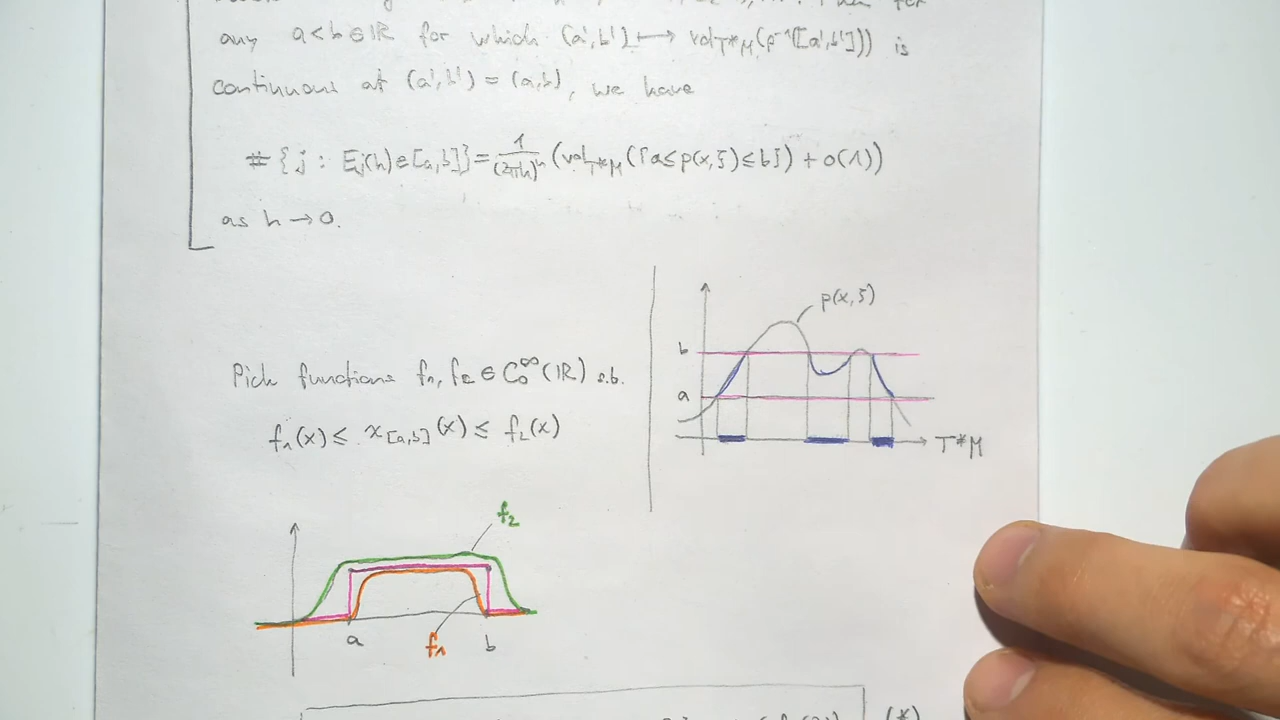 any a<b∈ℝ for which (a',b') ⟼ vol_{T*M}(p⁻¹([a',b'])) is
continuous at (a',b') = (a,b), we have
#{j : E_j(h)∈[a,b]} = 1/(2πh)ⁿ (vol_{T*M}({a≤p(x,ξ)≤b}) + o(1))
as h → 0.
p(x,ξ)
b
a
T*M
Pick functions f₁, f₂ ∈ C₀^∞(ℝ) s.t.
f₁(x) ≤ χ_{[a,b]}(x) ≤ f₂(x)
f₂
a
f₁
b
(*)